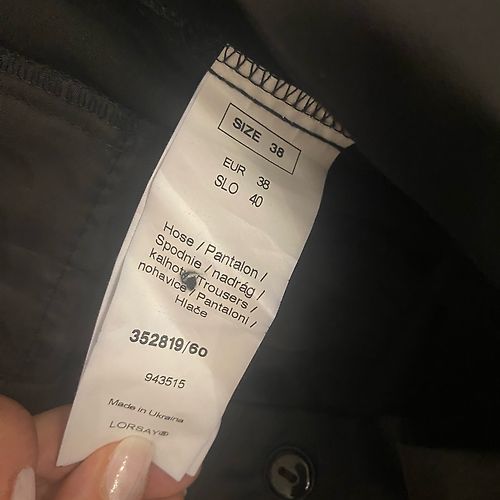 SIZE 38
EUR 38
SLO 40
Hose / Pantalon /
Spodnie / nadrág /
Kalhoty / Trousers /
nohavice / Pantaloni /
Hlače
352819/60
943515
Made in Ukraina
LORSAY®